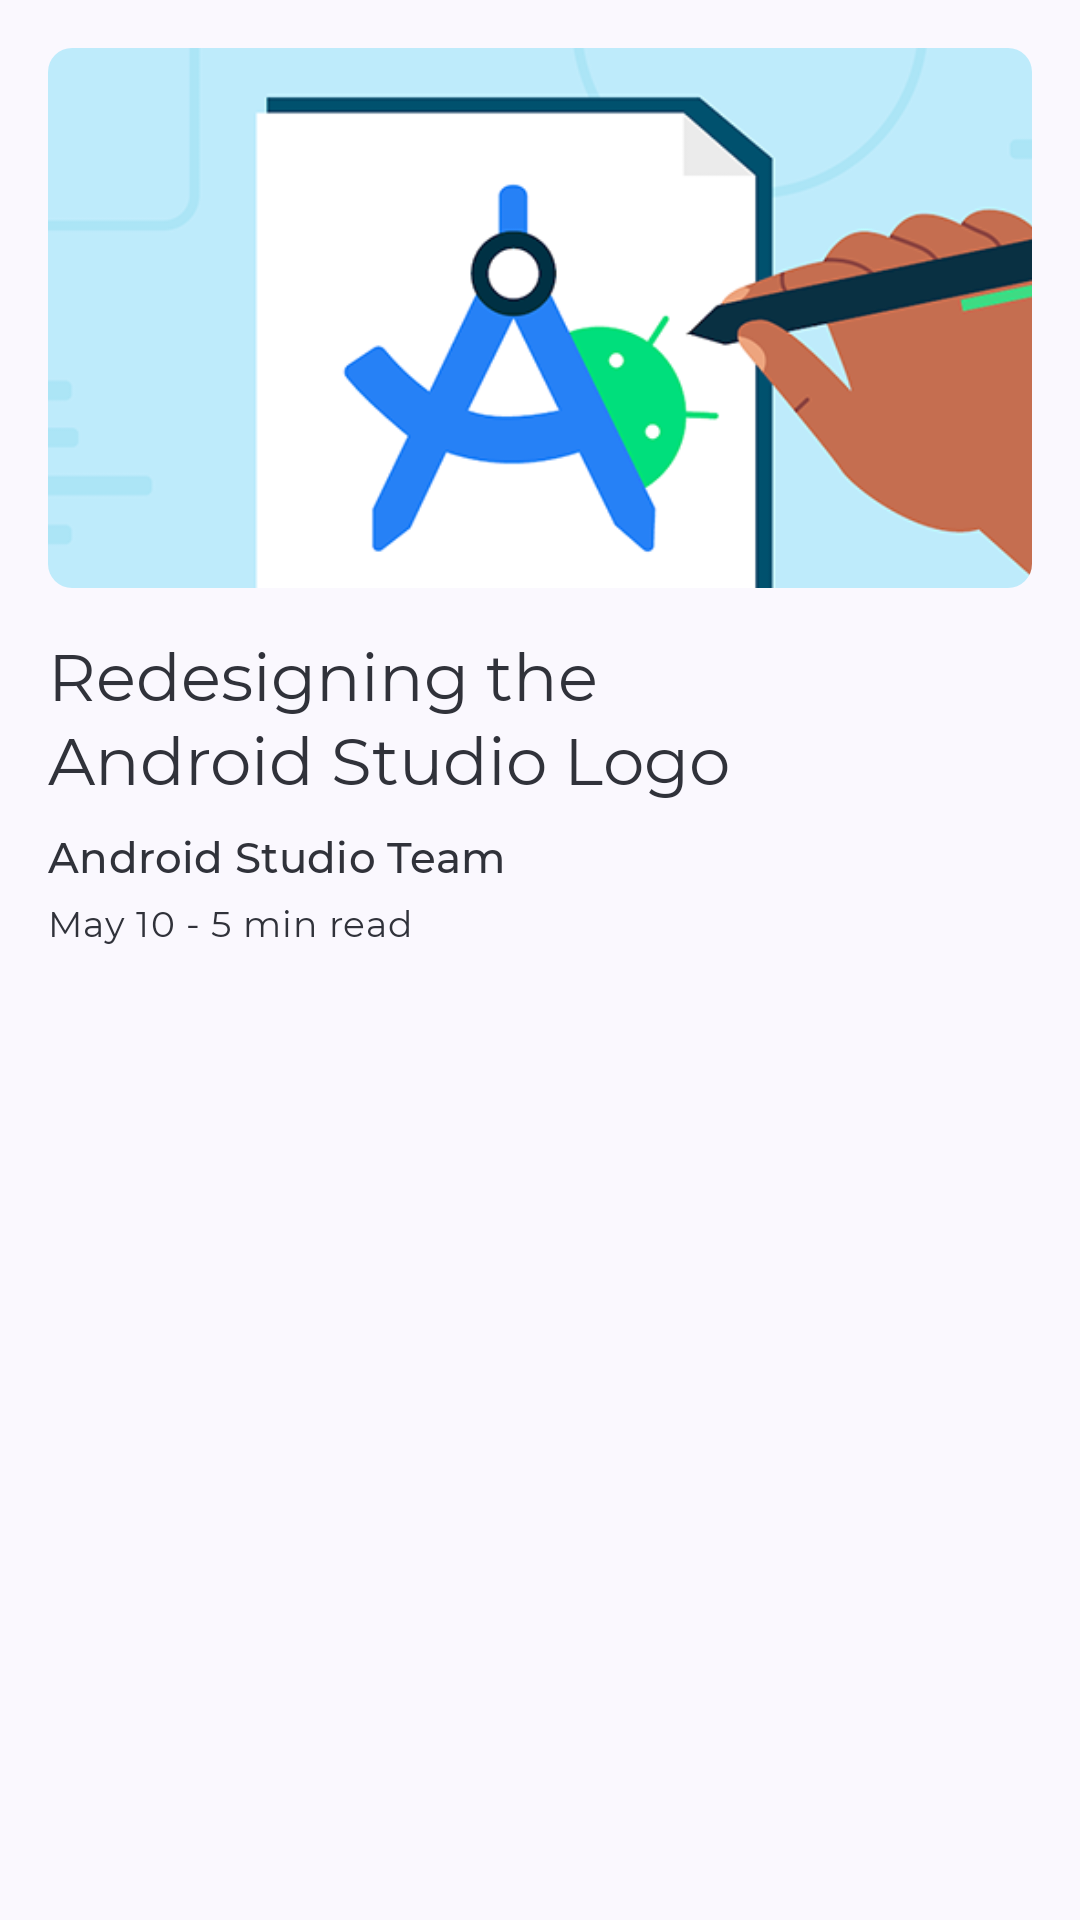 Redesigning the
Android Studio Logo
Android Studio Team
May 10 - 5 min read